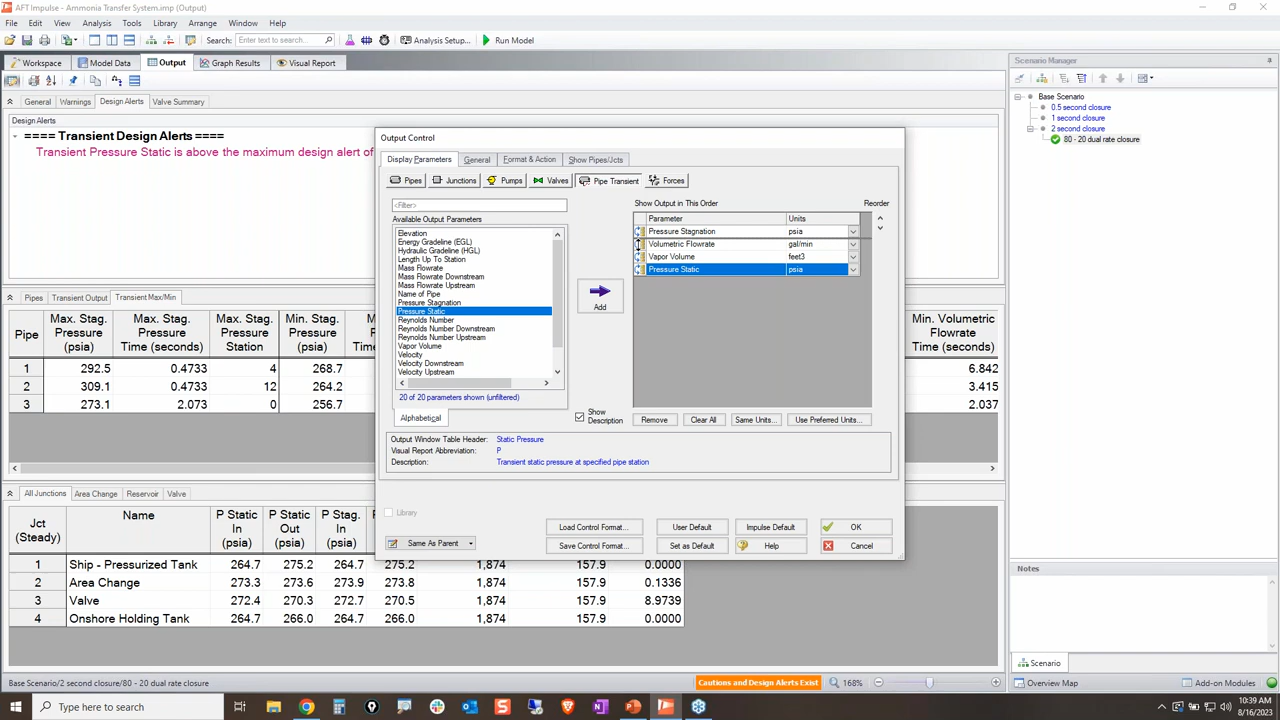 AFT Impulse - Ammonia Transfer System.imp (Output)
File Edit View Analysis Tools Library Arrange Window Help
Search: Enter text to search... Analysis Setup... Run Model
Workspace Model Data Output Graph Results Visual Report
Scenario Manager
Base Scenario
0.5 second closure
1 second closure
2 second closure
80 - 20 dual rate closure
General Warnings Design Alerts Valve Summary
Design Alerts
==== Transient Design Alerts ====
Transient Pressure Static is above the maximum design alert of
Output Control
Display Parameters General Format & Action Show Pipes/Jcts
Pipes Junctions Pumps Valves Pipe Transient Forces
<Filter>
Available Output Parameters
Elevation
Energy Gradeline (EGL)
Hydraulic Gradeline (HGL)
Length Up To Station
Mass Flowrate
Mass Flowrate Downstream
Mass Flowrate Upstream
Name of Pipe
Pressure Stagnation
Pressure Static
Reynolds Number
Reynolds Number Downstream
Reynolds Number Upstream
Vapor Volume
Velocity
Velocity Downstream
Velocity Upstream
20 of 20 parameters shown (unfiltered)
Alphabetical
Add
Show Description
Show Output in This Order Reorder
Parameter Units
Pressure Stagnation psia
Volumetric Flowrate gal/min
Vapor Volume feet3
Pressure Static psia
Remove Clear All Same Units... Use Preferred Units...
Output Window Table Header: Static Pressure
Visual Report Abbreviation: P
Description: Transient static pressure at specified pipe station
Library
Same As Parent
Load Control Format... User Default Impulse Default OK
Save Control Format... Set as Default Help Cancel
Pipes Transient Output Transient Max/Min
Pipe Max. Stag. Pressure (psia) Max. Stag. Pressure Time (seconds) Max. Stag. Pressure Station Min. Stag. Pressure (psia) Min. Volumetric Flowrate Time (seconds)
1 292.5 0.4733 4 268.7 6.842
2 309.1 0.4733 12 264.2 3.415
3 273.1 2.073 0 256.7 2.037
All Junctions Area Change Reservoir Valve
Jct (Steady) Name P Static In (psia) P Static Out (psia) P Stag. In (psia)
1 Ship - Pressurized Tank 264.7 275.2 264.7 275.2 1,874 157.9 0.0000
2 Area Change 273.3 273.6 273.9 273.8 1,874 157.9 0.1336
3 Valve 272.4 270.3 272.7 270.5 1,874 157.9 8.9739
4 Onshore Holding Tank 264.7 266.0 264.7 266.0 1,874 157.9 0.0000
Notes
Scenario
Base Scenario/2 second closure/80 - 20 dual rate closure
Cautions and Design Alerts Exist
168%
Overview Map Add-on Modules
Type here to search
10:39 AM
8/16/2023